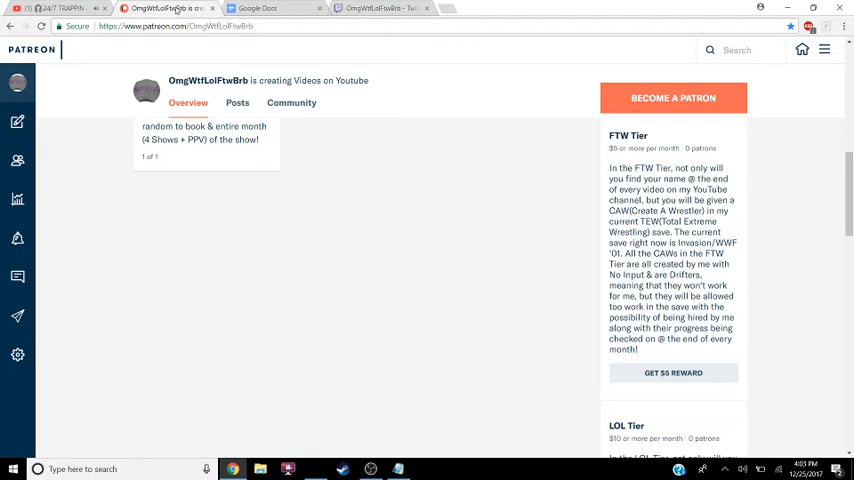 (1) 24/7 TRAPPIN
OmgWtfLolFtwBrb is cre
Google Docs
OmgWtfLolFtwBrb - Twit
Secure
https://www.patreon.com/OmgWtfLolFtwBrb
PATREON
Search
OmgWtfLolFtwBrb is creating Videos on Youtube
Overview
Posts
Community
BECOME A PATRON
random to book & entire month
(4 Shows + PPV) of the show!
1 of 1
FTW Tier
$5 or more per month · 0 patrons
In the FTW Tier, not only will
you find your name @ the end
of every video on my YouTube
channel, but you will be given a
CAW(Create A Wrestler) in my
current TEW(Total Extreme
Wrestling) save. The current
save right now is Invasion/WWF
'01. All the CAWs in the FTW
Tier are all created by me with
No Input & are Drifters,
meaning that they won't work
for me, but they will be allowed
too work in the save with the
possibility of being hired by me
along with their progress being
checked on @ the end of every
month!
GET $5 REWARD
LOL Tier
$10 or more per month · 0 patrons
Type here to search
4:03 PM
12/25/2017